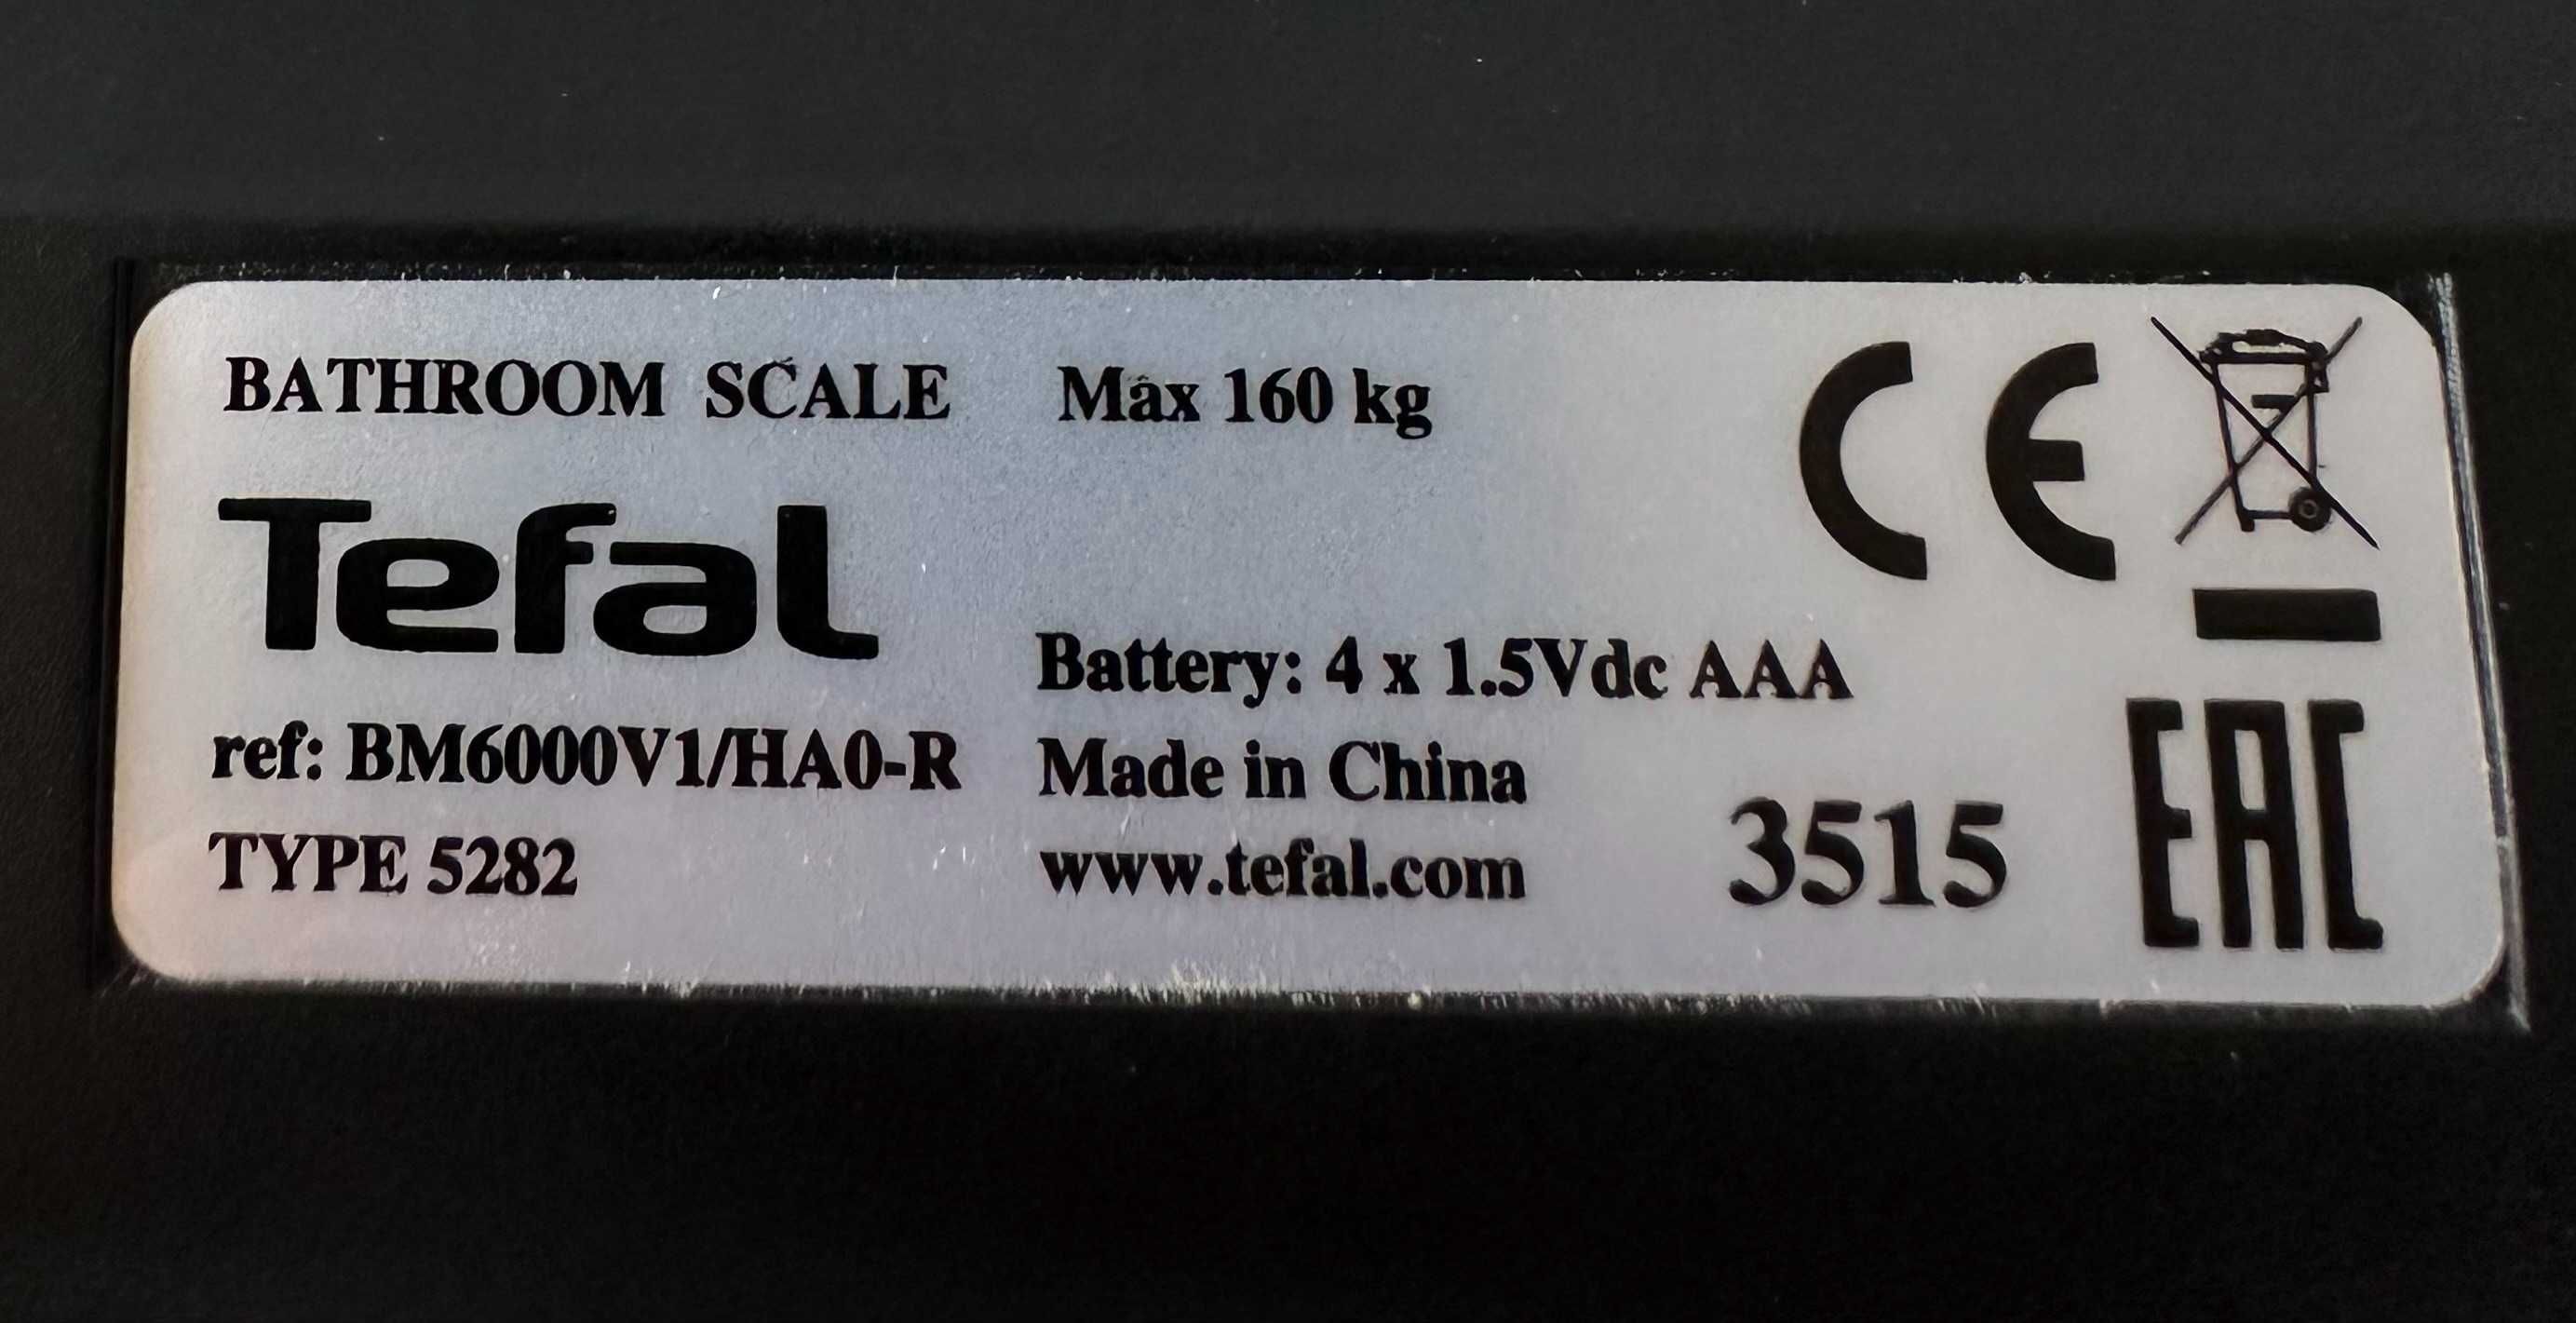 BATHROOM SCALE Max 160 kg
CE
Tefal
Battery: 4 x 1.5Vdc AAA
ref: BM6000V1/HA0-R
Made in China
TYPE 5282
www.tefal.com
3515
EAC